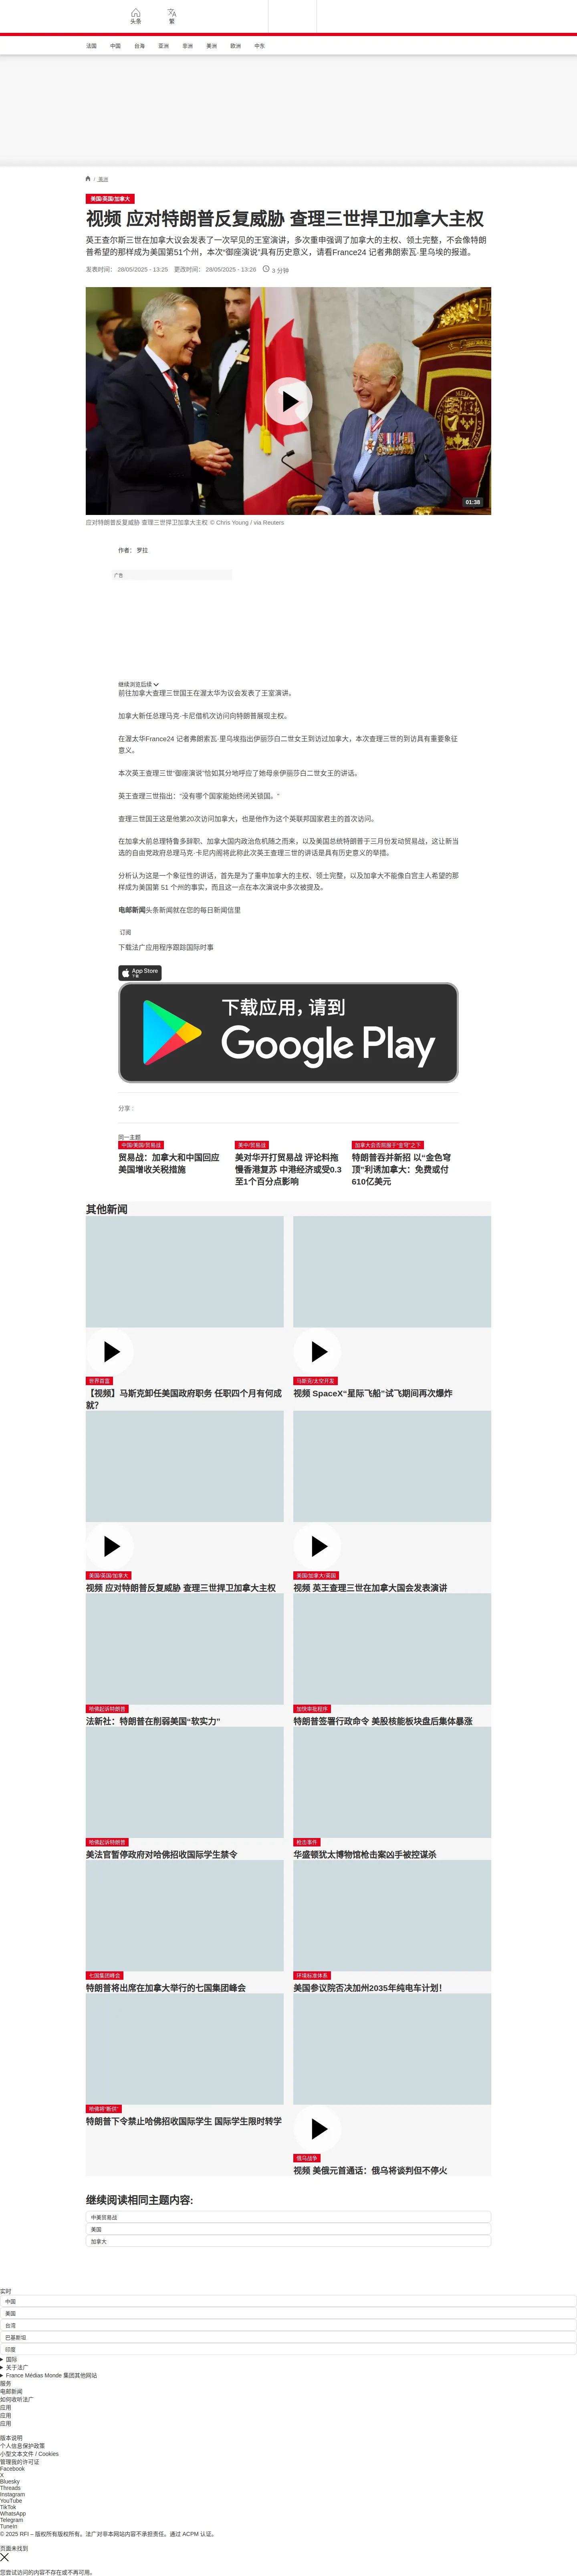 头条
繁
法国
中国
台海
亚洲
非洲
美洲
欧洲
中东
/ 美洲
美国/英国/加拿大
视频 应对特朗普反复威胁 查理三世捍卫加拿大主权
英王查尔斯三世在加拿大议会发表了一次罕见的王室演讲，多次重申强调了加拿大的主权、领土完整，不会像特朗
普希望的那样成为美国第51个州，本次“御座演说”具有历史意义，请看France24 记者弗朗索瓦·里乌埃的报道。
发表时间： 28/05/2025 - 13:25 更改时间： 28/05/2025 - 13:26 3 分钟
01:38
应对特朗普反复威胁 查理三世捍卫加拿大主权 © Chris Young / via Reuters
作者： 罗拉
广告
继续浏览后续
前往加拿大查理三世国王在渥太华为议会发表了王室演讲。
加拿大新任总理马克·卡尼借机次访问向特朗普展现主权。
在渥太华France24 记者弗朗索瓦·里乌埃指出伊丽莎白二世女王到访过加拿大，本次查理三世的到访具有重要象征
意义。
本次英王查理三世“御座演说”恰如其分地呼应了她母亲伊丽莎白二世女王的讲话。
英王查理三世指出：“没有哪个国家能始终闭关锁国。”
查理三世国王这是他第20次访问加拿大，也是他作为这个英联邦国家君主的首次访问。
在加拿大前总理特鲁多辞职、加拿大国内政治危机随之而来，以及美国总统特朗普于三月份发动贸易战，这让新当
选的自由党政府总理马克·卡尼内阁将此称此次英王查理三世的讲话是具有历史意义的举措。
分析认为这是一个象征性的讲话，首先是为了重申加拿大的主权、领土完整，以及加拿大不能像白宫主人希望的那
样成为美国第 51 个州的事实，而且这一点在本次演说中多次被提及。
电邮新闻头条新闻就在您的每日新闻信里
订阅
下载法广应用程序跟踪国际时事
App Store
下载
下载应用，请到
Google Play
分享 :
同一主题
中国/美国/贸易战
贸易战：加拿大和中国回应
美国增收关税措施
美中/贸易战
美对华开打贸易战 评论料拖
慢香港复苏 中港经济或受0.3
至1个百分点影响
加拿大会否照服于“金穹”之下
特朗普吞并新招 以“金色穹
顶”利诱加拿大：免费或付
610亿美元
其他新闻
世界首富
【视频】马斯克卸任美国政府职务 任职四个月有何成
就？
马斯克/太空开发
视频 SpaceX“星际飞船”试飞期间再次爆炸
美国/英国/加拿大
视频 应对特朗普反复威胁 查理三世捍卫加拿大主权
美国/加拿大/英国
视频 英王查理三世在加拿大国会发表演讲
哈佛起诉特朗普
法新社：特朗普在削弱美国“软实力”
加快审批程序
特朗普签署行政命令 美股核能板块盘后集体暴涨
哈佛起诉特朗普
美法官暂停政府对哈佛招收国际学生禁令
枪击事件
华盛顿犹太博物馆枪击案凶手被控谋杀
七国集团峰会
特朗普将出席在加拿大举行的七国集团峰会
环境标准体系
美国参议院否决加州2035年纯电车计划！
哈佛将“断供”
特朗普下令禁止哈佛招收国际学生 国际学生限时转学
俄乌战争
视频 美俄元首通话：俄乌将谈判但不停火
继续阅读相同主题内容:
中美贸易战
美国
加拿大
实时
中国
美国
台湾
巴基斯坦
印度
国际
关于法广
France Médias Monde 集团其他网站
服务
电邮新闻
如何收听法广
应用
应用
应用
版本说明
个人信息保护政策
小型文本文件 / Cookies
管理我的许可证
Facebook
X
Bluesky
Threads
Instagram
YouTube
TikTok
WhatsApp
Telegram
TuneIn
© 2025 RFI – 版权所有版权所有。法广对非本网站内容不承担责任。通过 ACPM 认证。
页面未找到
您尝试访问的内容不存在或不再可用。